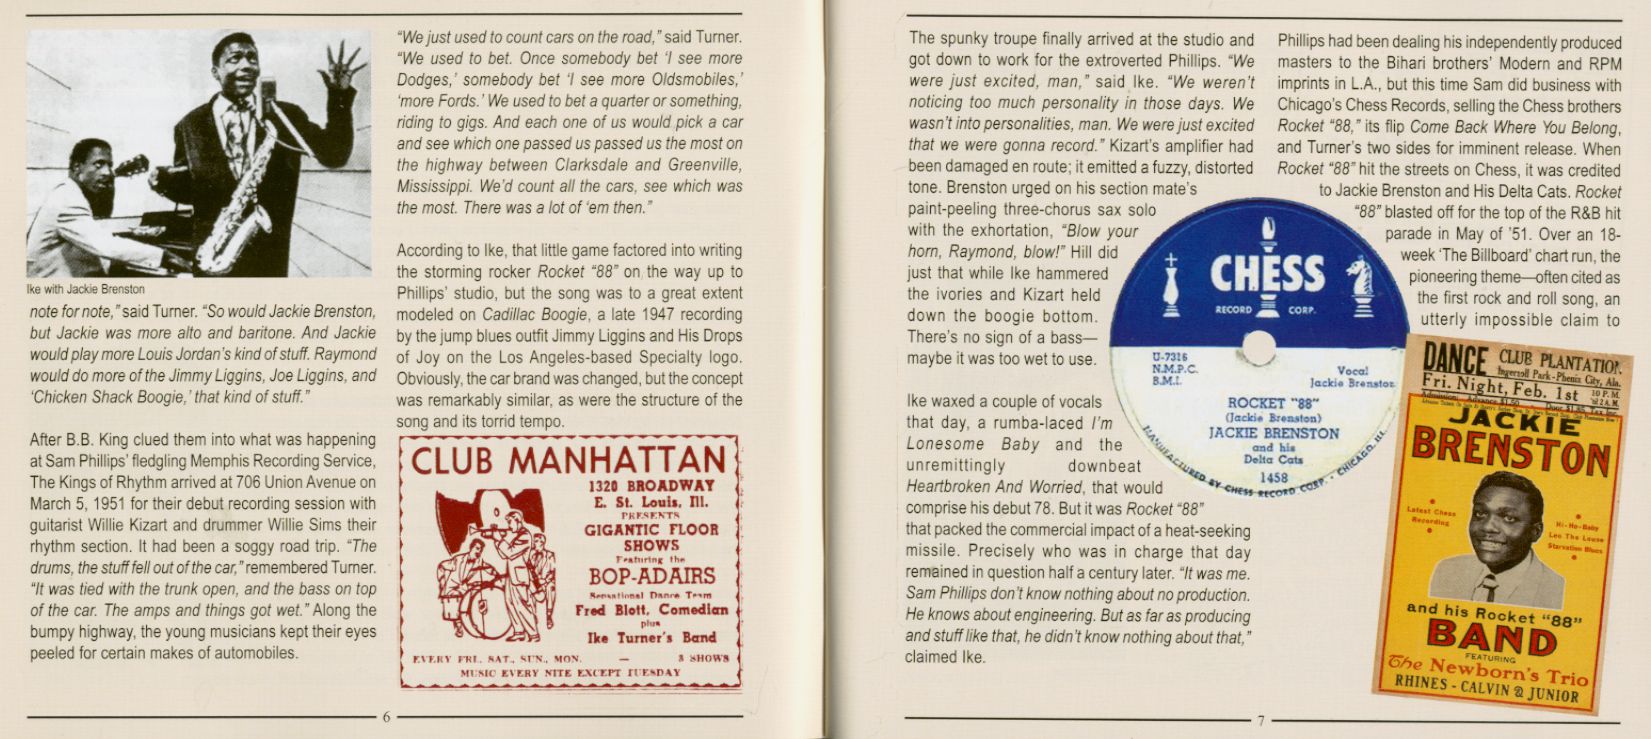 Ike with Jackie Brenston
note for note,” said Turner. “So would Jackie Brenston,
but Jackie was more alto and baritone. And Jackie
would play more Louis Jordan’s kind of stuff. Raymond
would do more of the Jimmy Liggins, Joe Liggins, and
‘Chicken Shack Boogie,’ that kind of stuff.”
After B.B. King clued them into what was happening
at Sam Phillips’ fledgling Memphis Recording Service,
The Kings of Rhythm arrived at 706 Union Avenue on
March 5, 1951 for their debut recording session with
guitarist Willie Kizart and drummer Willie Sims their
rhythm section. It had been a soggy road trip. “The
drums, the stuff fell out of the car,” remembered Turner.
“It was tied with the trunk open, and the bass on top
of the car. The amps and things got wet.” Along the
bumpy highway, the young musicians kept their eyes
peeled for certain makes of automobiles.
“We just used to count cars on the road,” said Turner.
“We used to bet. Once somebody bet ‘I see more
Dodges,’ somebody bet ‘I see more Oldsmobiles,’
‘more Fords.’ We used to bet a quarter or something,
riding to gigs. And each one of us would pick a car
and see which one passed us passed us the most on
the highway between Clarksdale and Greenville,
Mississippi. We’d count all the cars, see which was
the most. There was a lot of ‘em then.”
According to Ike, that little game factored into writing
the storming rocker Rocket “88” on the way up to
Phillips’ studio, but the song was to a great extent
modeled on Cadillac Boogie, a late 1947 recording
by the jump blues outfit Jimmy Liggins and His Drops
of Joy on the Los Angeles-based Specialty logo.
Obviously, the car brand was changed, but the concept
was remarkably similar, as were the structure of the
song and its torrid tempo.
CLUB MANHATTAN
1320 BROADWAY
E. St. Louis, Ill.
PRESENTS
GIGANTIC FLOOR
SHOWS
Featuring the
BOP-ADAIRS
Sensational Dance Team
Fred Blott, Comedian
plus
Ike Turner’s Band
EVERY FRI., SAT., SUN., MON. — 3 SHOWS
MUSIC EVERY NITE EXCEPT TUESDAY
6
The spunky troupe finally arrived at the studio and
got down to work for the extroverted Phillips. “We
were just excited, man,” said Ike. “We weren’t
noticing too much personality in those days. We
wasn’t into personalities, man. We were just excited
that we were gonna record.” Kizart’s amplifier had
been damaged en route; it emitted a fuzzy, distorted
tone. Brenston urged on his section mate’s
paint-peeling three-chorus sax solo
with the exhortation, “Blow your
horn, Raymond, blow!” Hill did
just that while Ike hammered
the ivories and Kizart held
down the boogie bottom.
There’s no sign of a bass—
maybe it was too wet to use.
Ike waxed a couple of vocals
that day, a rumba-laced I’m
Lonesome Baby and the
unremittingly downbeat
Heartbroken And Worried, that would
comprise his debut 78. But it was Rocket “88”
that packed the commercial impact of a heat-seeking
missile. Precisely who was in charge that day
remained in question half a century later. “It was me.
Sam Phillips don’t know nothing about no production.
He knows about engineering. But as far as producing
and stuff like that, he didn’t know nothing about that,”
claimed Ike.
Phillips had been dealing his independently produced
masters to the Bihari brothers’ Modern and RPM
imprints in L.A., but this time Sam did business with
Chicago’s Chess Records, selling the Chess brothers
Rocket “88,” its flip Come Back Where You Belong,
and Turner’s two sides for imminent release. When
Rocket “88” hit the streets on Chess, it was credited
to Jackie Brenston and His Delta Cats. Rocket
“88” blasted off for the top of the R&B hit
parade in May of ’51. Over an 18-
week ‘The Billboard’ chart run, the
pioneering theme—often cited as
the first rock and roll song, an
utterly impossible claim to
CHESS
RECORD CORP.
U-7316
N.M.P.C.
B.M.I.
Vocal
Jackie Brenston
ROCKET “88”
(Jackie Brenston)
JACKIE BRENSTON
and his
Delta Cats
1458
MANUFACTURED BY CHESS RECORD CORP. - CHICAGO, ILL.
DANCE CLUB PLANTATION
Ingersoll Park - Phenix City, Ala.
Fri. Night, Feb. 1st 10 P.M. 'til 2 A.M.
Admission: Advance $1.50
JACKIE
BRENSTON
Latest Chess
Recording
Hi-Ho-Baby
Leo The Louse
Starvation Blues
and his Rocket “88”
BAND
FEATURING
The Newborn’s Trio
RHINES - CALVIN & JUNIOR
7